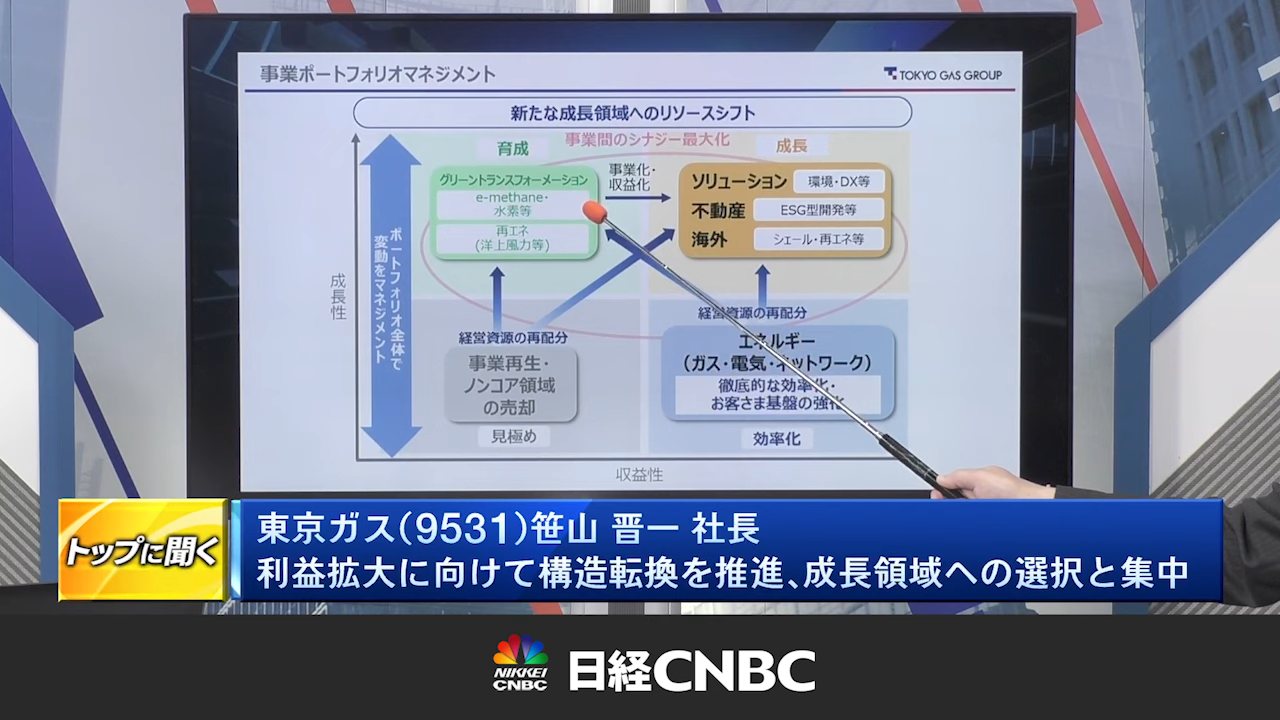 事業ポートフォリオマネジメント
TOKYO GAS GROUP
新たな成長領域へのリソースシフト
事業間のシナジー最大化
育成
成長
グリーントランスフォーメーション
e-methane・
水素等
再エネ
(洋上風力等)
事業化・
収益化
ソリューション 環境・DX等
不動産 ESG型開発等
海外 シェール・再エネ等
ポートフォリオ全体で
変動をマネジメント
成長性
経営資源の再配分
事業再生・
ノンコア領域
の売却
見極め
経営資源の再配分
エネルギー
(ガス・電気・ネットワーク)
徹底的な効率化・
お客さま基盤の強化
効率化
収益性
トップに聞く
東京ガス(9531)笹山 晋一 社長
利益拡大に向けて構造転換を推進、成長領域への選択と集中
NIKKEI
CNBC
日経CNBC